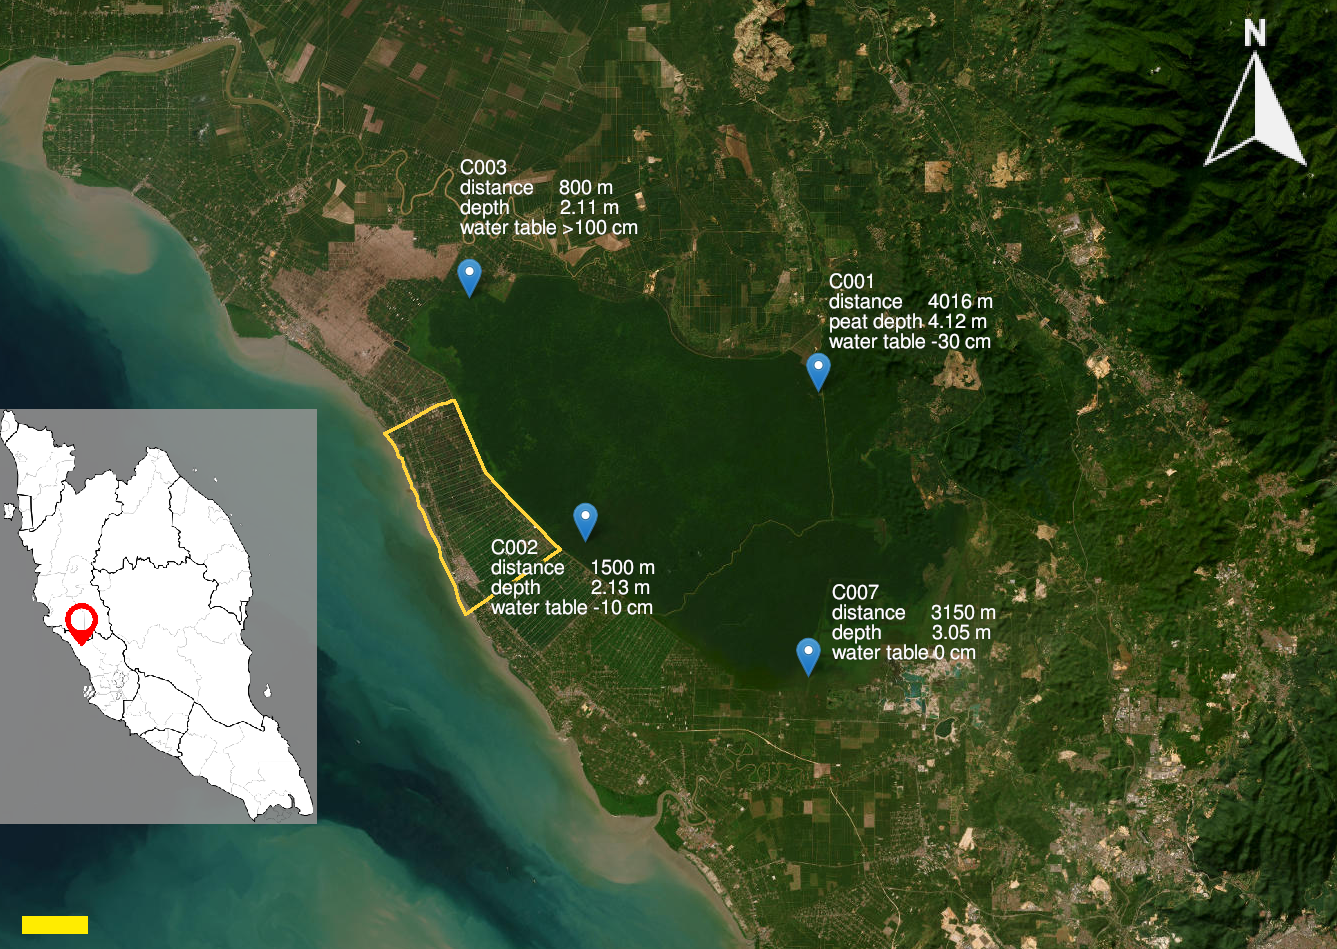 N
C003
distance 800 m
depth 2.11 m
water table >100 cm
C001
distance 4016 m
peat depth 4.12 m
water table -30 cm
C002
distance 1500 m
depth 2.13 m
water table -10 cm
C007
distance 3150 m
depth 3.05 m
water table 0 cm